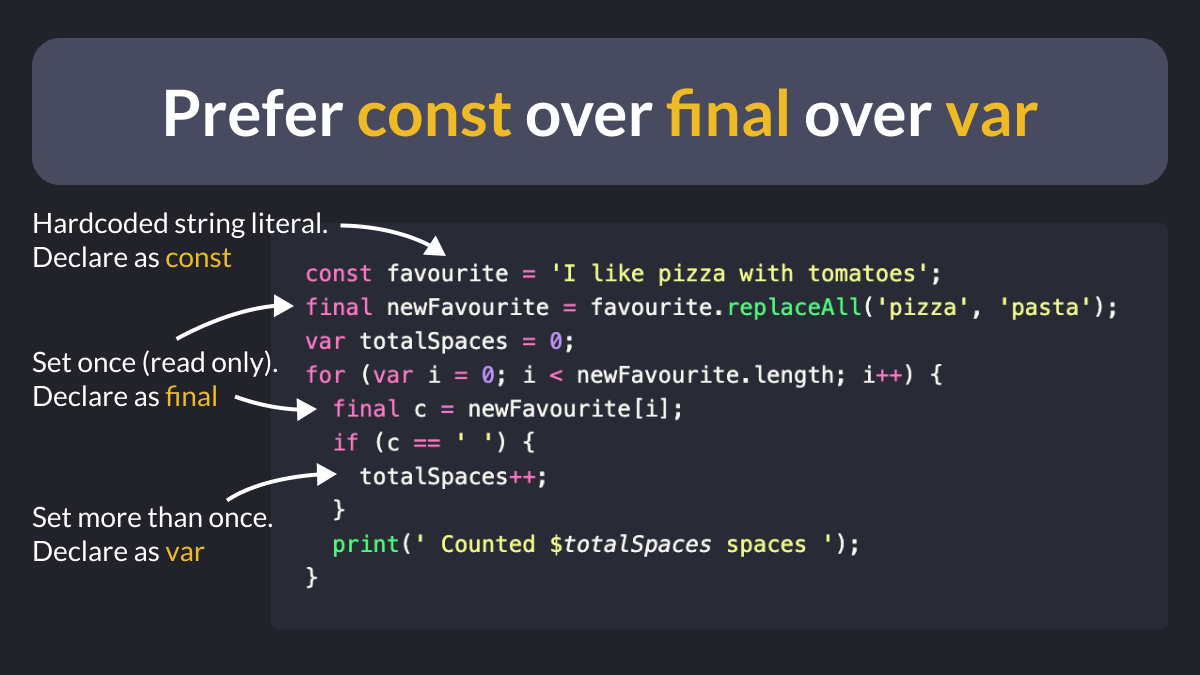 Prefer const over final over var
Hardcoded string literal.
Declare as const
Set once (read only).
Declare as final
Set more than once.
Declare as var
const favourite = 'I like pizza with tomatoes';
final newFavourite = favourite.replaceAll('pizza', 'pasta');
var totalSpaces = 0;
for (var i = 0; i < newFavourite.length; i++) {
  final c = newFavourite[i];
  if (c == ' ') {
    totalSpaces++;
  }
  print(' Counted $totalSpaces spaces ');
}